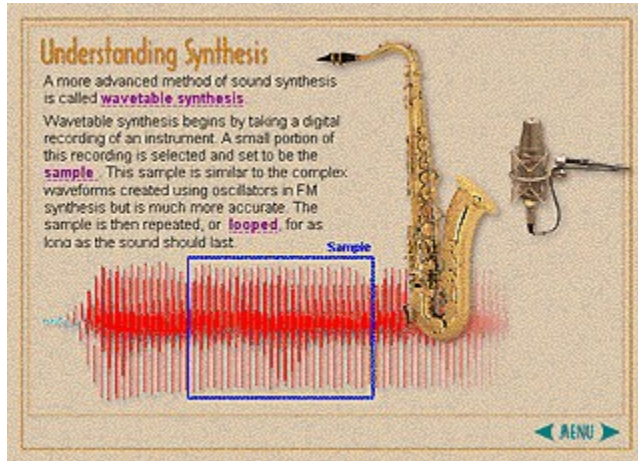 Understanding Synthesis
A more advanced method of sound synthesis
is called wavetable synthesis
Wavetable synthesis begins by taking a digital
recording of an instrument. A small portion of
this recording is selected and set to be the
sample. This sample is similar to the complex
waveforms created using oscillators in FM
synthesis but is much more accurate. The
sample is then repeated, or looped, for as
long as the sound should last.
Sample
MENU